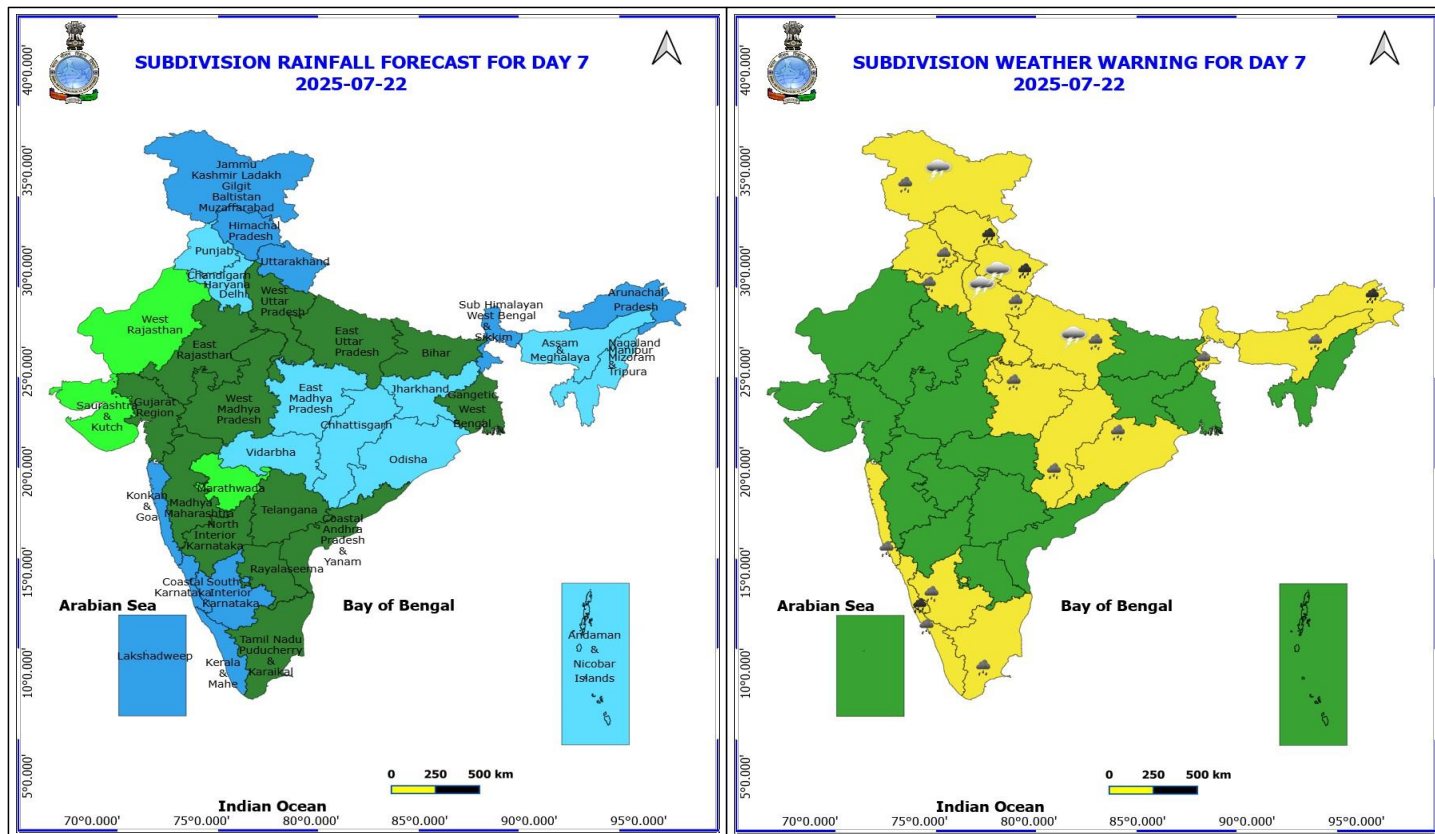 SUBDIVISION RAINFALL FORECAST FOR DAY 7
2025-07-22
40°0.000'
35°0.000'
30°0.000'
25°0.000'
20°0.000'
15°0.000'
10°0.000'
5°0.000'
Jammu
Kashmir Ladakh
Gilgit
Baltistan
Muzaffarabad
Himachal
Pradesh
Punjab
Uttarakhand
Chandigarh
Haryana
Delhi
West
Uttar
Pradesh
West
Rajasthan
East
Rajasthan
East
Uttar
Pradesh
Bihar
Sub Himalayan
West Bengal
&
Sikkim
Arunachal
Pradesh
Assam
&
Meghalaya
Nagaland
Manipur
Mizoram
&
Tripura
Saurashtra
&
Kutch
Gujarat
Region
West
Madhya
Pradesh
East
Madhya
Pradesh
Jharkhand
Gangetic
West
Bengal
Chhattisgarh
Vidarbha
Odisha
Konkan
&
Goa
Madhya
Maharashtra
Marathwada
Telangana
North
Interior
Karnataka
Coastal
Andhra
Pradesh
&
Yanam
Rayalaseema
Coastal
Karnataka
South
Interior
Karnataka
Arabian Sea
Bay of Bengal
Lakshadweep
Kerala
&
Mahe
Tamil Nadu
Puducherry
&
Karaikal
Andaman
&
Nicobar
Islands
0 250 500 km
Indian Ocean
70°0.000' 75°0.000' 80°0.000' 85°0.000' 90°0.000' 95°0.000'
SUBDIVISION WEATHER WARNING FOR DAY 7
2025-07-22
40°0.000'
35°0.000'
30°0.000'
25°0.000'
20°0.000'
15°0.000'
10°0.000'
5°0.000'
Arabian Sea
Bay of Bengal
0 250 500 km
Indian Ocean
70°0.000' 75°0.000' 80°0.000' 85°0.000' 90°0.000' 95°0.000'